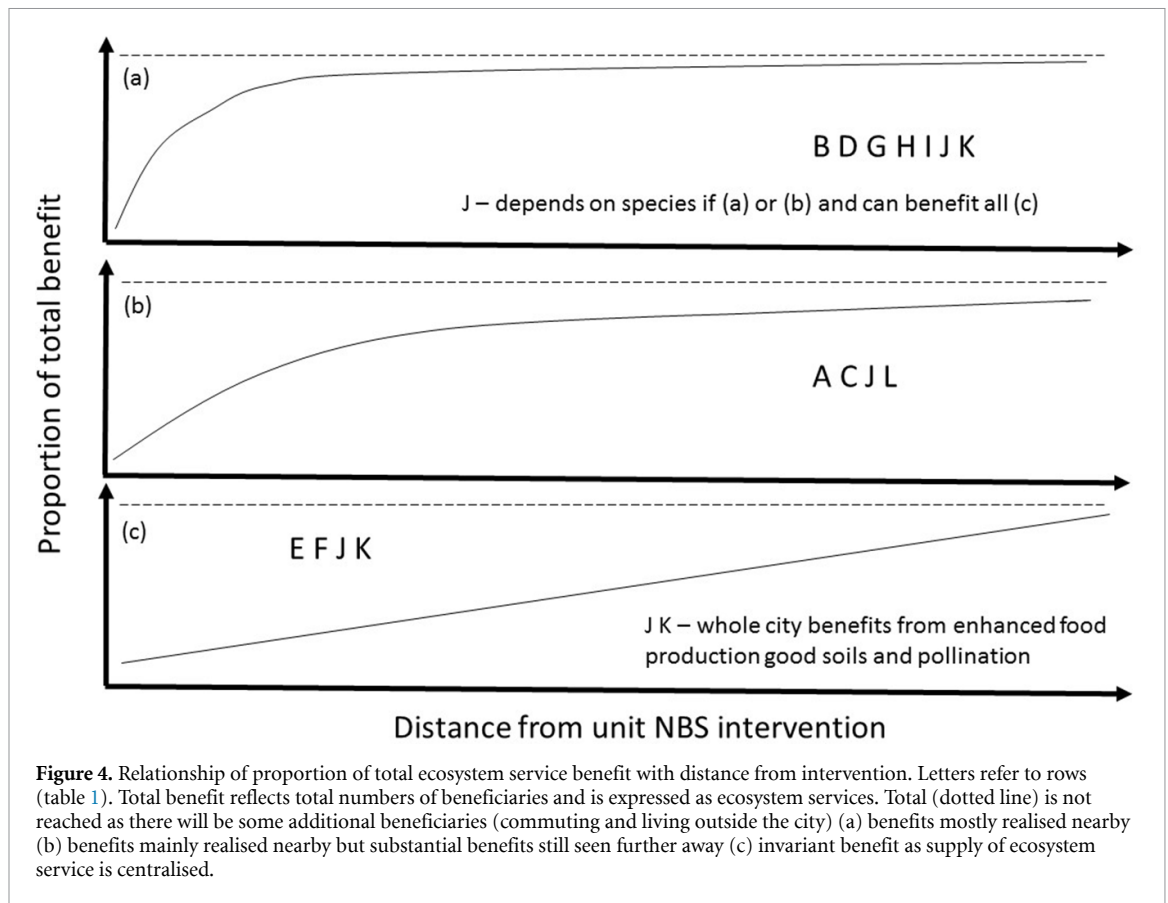 (a)
B D G H I J K
J – depends on species if (a) or (b) and can benefit all (c)
(b)
A C J L
(c)
E F J K
J K – whole city benefits from enhanced food
production good soils and pollination
Proportion of total benefit
Distance from unit NBS intervention
Figure 4. Relationship of proportion of total ecosystem service benefit with distance from intervention. Letters refer to rows
(table 1). Total benefit reflects total numbers of beneficiaries and is expressed as ecosystem services. Total (dotted line) is not
reached as there will be some additional beneficiaries (commuting and living outside the city) (a) benefits mostly realised nearby
(b) benefits mainly realised nearby but substantial benefits still seen further away (c) invariant benefit as supply of ecosystem
service is centralised.